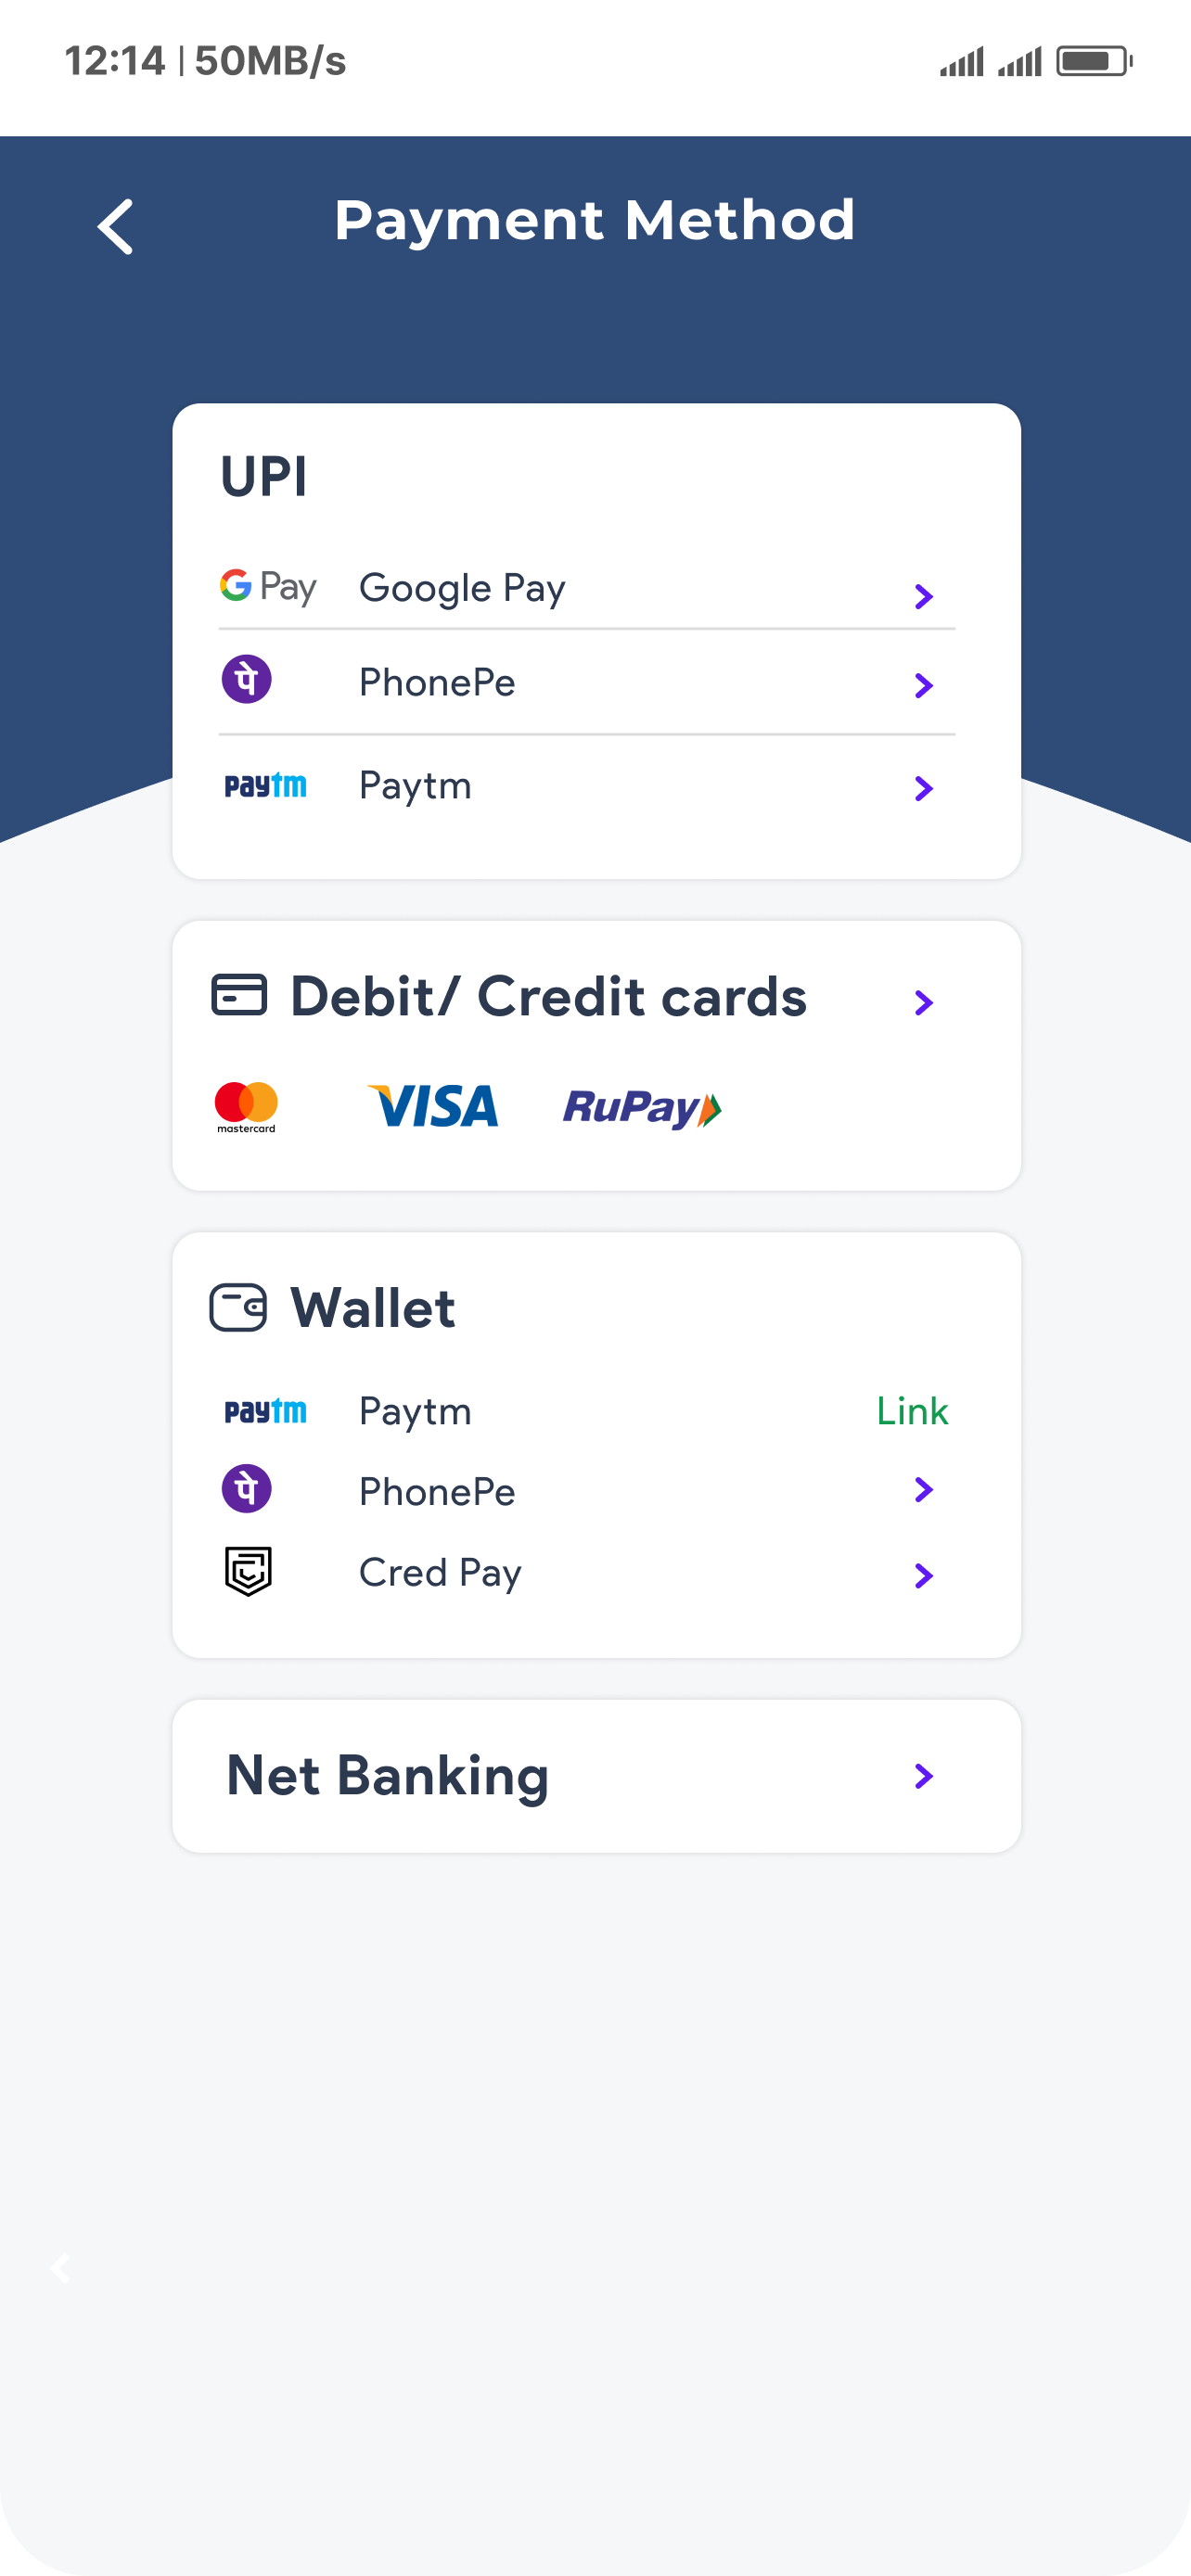 12:14 | 50MB/s
Payment Method
UPI
G Pay Google Pay
पे PhonePe
paytm Paytm
Debit/ Credit cards
mastercard VISA RuPay
Wallet
paytm Paytm Link
पे PhonePe
Cred Pay
Net Banking